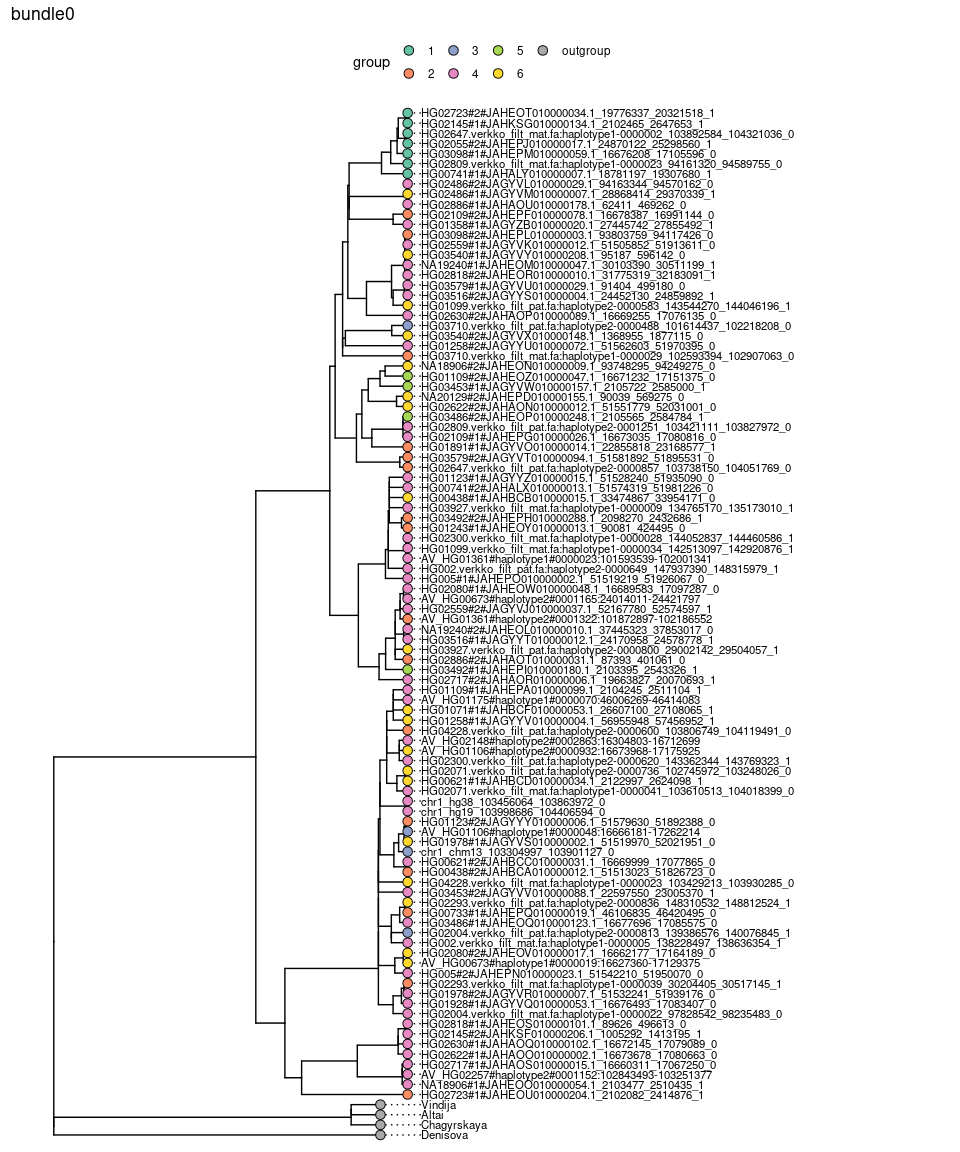 bundle0
group 1 3 5 outgroup
2 4 6
HG02723#2#JAHEOT010000034.1_19776337_20321518_1
HG02145#1#JAHKSG010000134.1_2102465_2647653_1
HG02647.verkko_filt_mat.fa:haplotype1-0000002_103892584_104321036_0
HG02055#2#JAHEPJ010000017.1_24870122_25298560_1
HG03098#1#JAHEPM010000059.1_16676208_17105596_0
HG02809.verkko_filt_mat.fa:haplotype1-0000023_94161320_94589755_0
HG00741#1#JAHALY010000007.1_18781197_19307680_1
HG02486#2#JAGYVL010000029.1_94163344_94570162_0
HG02486#1#JAGYVM010000007.1_28868414_29370339_1
HG02886#1#JAHAOU010000178.1_62411_469262_0
HG02109#2#JAHEPF010000078.1_16678387_16991144_0
HG01358#1#JAGYZB010000020.1_27445742_27855492_1
HG03098#2#JAHEPL010000003.1_93803759_94117426_0
HG02559#1#JAGYVK010000012.1_51505852_51913611_0
HG03540#1#JAGYVY010000208.1_95187_596142_0
NA19240#1#JAHEOM010000047.1_30103390_30511199_1
HG02818#2#JAHEOR010000010.1_31775319_32183091_1
HG03579#1#JAGYVU010000029.1_91404_499180_0
HG03516#2#JAGYYS010000004.1_24452130_24859892_1
HG01099.verkko_filt_pat.fa:haplotype2-0000583_143544270_144046196_1
HG02630#2#JAHAOP010000089.1_16669255_17076135_0
HG03710.verkko_filt_pat.fa:haplotype2-0000488_101614437_102218208_0
HG03540#2#JAGYVX010000148.1_1368955_1877115_0
HG01258#2#JAGYYU010000072.1_51562603_51970395_0
HG03710.verkko_filt_mat.fa:haplotype1-0000029_102593394_102907063_0
NA18906#2#JAHEON010000009.1_93748295_94249275_0
HG01109#2#JAHEOZ010000047.1_16671232_17151375_0
HG03453#1#JAGYVW010000157.1_2105722_2585000_1
NA20129#2#JAHEPD010000155.1_90039_569275_0
HG02622#2#JAHAON010000012.1_51551779_52031001_0
HG03486#2#JAHEOP010000248.1_2105565_2584784_1
HG02809.verkko_filt_pat.fa:haplotype2-0001251_103421111_103827972_0
HG02109#1#JAHEPG010000026.1_16673035_17080816_0
HG01891#1#JAGYVO010000014.1_22855818_23168577_1
HG03579#2#JAGYVT010000094.1_51581892_51895531_0
HG02647.verkko_filt_pat.fa:haplotype2-0000857_103738150_104051769_0
HG01123#1#JAGYYZ010000015.1_51528240_51935090_0
HG00741#2#JAHALX010000013.1_51574319_51981226_0
HG00438#1#JAHBCB010000015.1_33474867_33954171_0
HG03927.verkko_filt_mat.fa:haplotype1-0000009_134765170_135173010_1
HG03492#2#JAHEPH010000288.1_2098270_2432686_1
HG01243#1#JAHEOY010000013.1_90081_424495_0
HG02300.verkko_filt_mat.fa:haplotype1-0000028_144052837_144460586_1
HG01099.verkko_filt_mat.fa:haplotype1-0000034_142513097_142920876_1
AV_HG01361#haplotype1#0000023:101593539-102001341
HG002.verkko_filt_pat.fa:haplotype2-0000649_147937390_148315979_1
HG005#1#JAHEPO010000002.1_51519219_51926067_0
HG02080#1#JAHEOW010000048.1_16689583_17097287_0
AV_HG00673#haplotype2#0001165:24014011-24421797
HG02559#2#JAGYVJ010000037.1_52167780_52574597_1
AV_HG01361#haplotype2#0001322:101872897-102186552
NA19240#2#JAHEOL010000010.1_37445323_37853017_0
HG03516#1#JAGYYT010000012.1_24170958_24578778_1
HG03927.verkko_filt_pat.fa:haplotype2-0000800_29002142_29504057_1
HG02886#2#JAHAOT010000031.1_87393_401061_0
HG03492#1#JAHEPI010000180.1_2103395_2543326_1
HG02717#2#JAHAOR010000006.1_19663827_20070693_1
HG01109#1#JAHEPA010000099.1_2104245_2511104_1
AV_HG01175#haplotype1#0000070:46006269-46414083
HG01071#1#JAHBCF010000053.1_26607100_27108065_1
HG01258#1#JAGYYV010000004.1_56955948_57456952_1
HG04228.verkko_filt_pat.fa:haplotype2-0000600_103806749_104119491_0
AV_HG02148#haplotype2#0002863:16304803-16712699
AV_HG01106#haplotype2#0000932:16673968-17175925
HG02300.verkko_filt_pat.fa:haplotype2-0000620_143362344_143769323_1
HG02071.verkko_filt_pat.fa:haplotype2-0000736_102745972_103248026_0
HG00621#1#JAHBCD010000034.1_2122997_2624098_1
HG02071.verkko_filt_mat.fa:haplotype1-0000041_103610513_104018399_0
chr1_hg38_103456064_103863972_0
chr1_hg19_103998686_104406594_0
HG01123#2#JAGYYY010000006.1_51579630_51892388_0
AV_HG01106#haplotype1#0000048:16666181-17262214
HG01978#1#JAGYVS010000002.1_51519970_52021951_0
chr1_chm13_103304997_103901127_0
HG00621#2#JAHBCC010000031.1_16669999_17077865_0
HG00438#2#JAHBCA010000012.1_51513023_51826723_0
HG04228.verkko_filt_mat.fa:haplotype1-0000023_103429213_103930285_0
HG03453#2#JAGYVV010000088.1_22597550_23005370_1
HG02293.verkko_filt_pat.fa:haplotype2-0000836_148310532_148812524_1
HG00733#1#JAHEPQ010000019.1_46106835_46420495_0
HG03486#1#JAHEOQ010000123.1_16677696_17085575_0
HG02004.verkko_filt_pat.fa:haplotype2-0000813_139386576_140076845_1
HG002.verkko_filt_mat.fa:haplotype1-0000005_138228497_138636354_1
HG02080#2#JAHEOV010000017.1_16662177_17164189_0
AV_HG00673#haplotype1#0000019:16627360-17129375
HG005#2#JAHEPN010000023.1_51542210_51950070_0
HG02293.verkko_filt_mat.fa:haplotype1-0000039_30204405_30517145_1
HG01978#2#JAGYVR010000007.1_51532241_51939176_0
HG01928#1#JAGYVQ010000053.1_16676493_17083407_0
HG02004.verkko_filt_mat.fa:haplotype1-0000022_97828542_98235483_0
HG02818#1#JAHEOS010000101.1_89626_496613_0
HG02145#2#JAHKSF010000206.1_1005292_1413195_1
HG02630#1#JAHAOQ010000102.1_16672145_17079089_0
HG02622#1#JAHAOO010000002.1_16673678_17080663_0
HG02717#1#JAHAOS010000015.1_16660311_17067250_0
AV_HG02257#haplotype2#0001152:102843493-103251377
NA18906#1#JAHEOO010000054.1_2103477_2510435_1
HG02723#1#JAHEOU010000204.1_2102082_2414876_1
Vindija
Altai
Chagyrskaya
Denisova